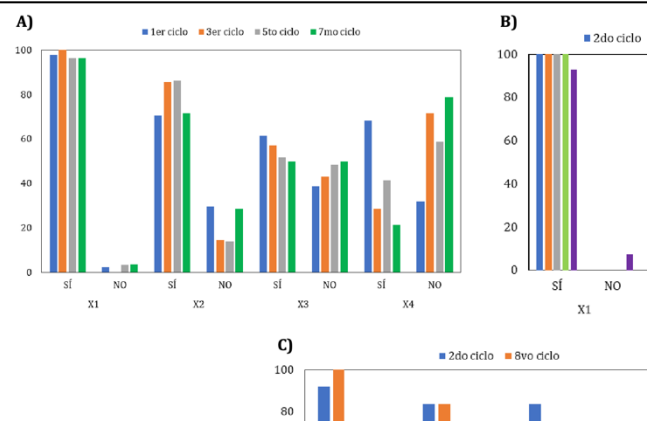 A)
1er ciclo 3er ciclo 5to ciclo 7mo ciclo
100
80
60
40
20
0
SÍ NO SÍ NO SÍ NO SÍ NO
X1 X2 X3 X4
B)
2do ciclo
100
80
60
40
20
0
SÍ NO
X1
C)
2do ciclo 8vo ciclo
100
80